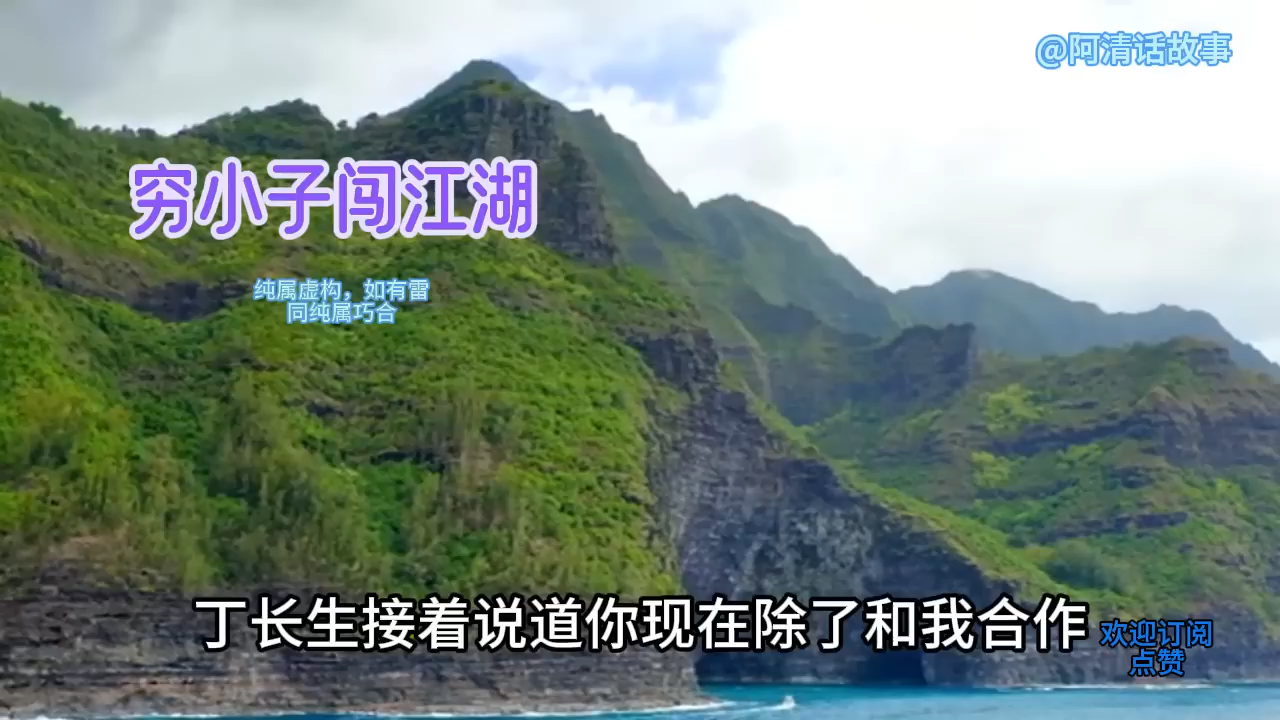 @阿清话故事
穷小子闯江湖
纯属虚构，如有雷
同纯属巧合
丁长生接着说道你现在除了和我合作
欢迎订阅
点赞